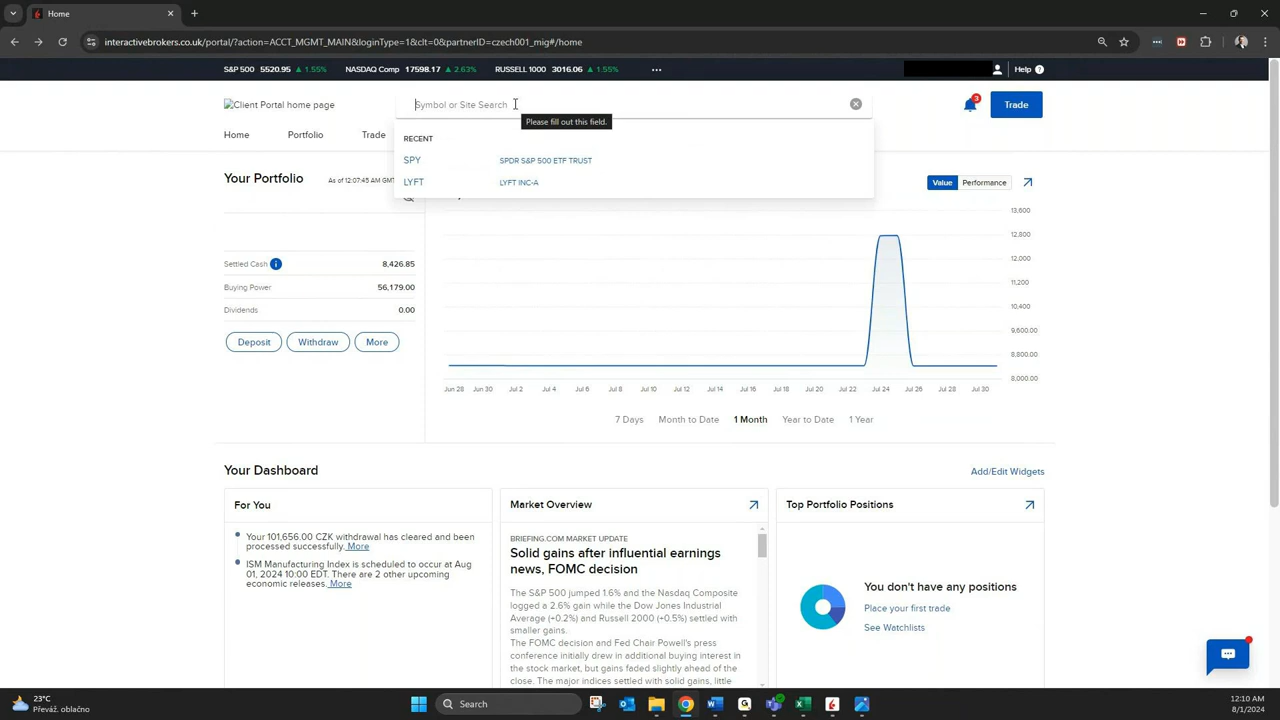 Home
interactivebrokers.co.uk/portal/?action=ACCT_MGMT_MAIN&loginType=1&clt=0&partnerID=czech001_mig#/home
S&P 500 5520.95 ▲ 1.55% NASDAQ Comp 17598.17 ▲ 2.63% RUSSELL 1000 3016.06 ▲ 1.55% Help
Client Portal home page
Symbol or Site Search
3
Trade
Please fill out this field.
Home Portfolio Trade
RECENT
SPY SPDR S&P 500 ETF TRUST
LYFT LYFT INC-A
Your Portfolio
As of 12:07:45 AM GMT
Value Performance
Settled Cash 8,426.85
Buying Power 56,179.00
Dividends 0.00
Deposit Withdraw More
13,600
12,800
12,000
11,200
10,400
9,600.00
8,800.00
8,000.00
Jun 28 Jun 30 Jul 2 Jul 4 Jul 6 Jul 8 Jul 10 Jul 12 Jul 14 Jul 16 Jul 18 Jul 20 Jul 22 Jul 24 Jul 26 Jul 28 Jul 30
7 Days Month to Date 1 Month Year to Date 1 Year
Your Dashboard
Add/Edit Widgets
For You
Your 101,656.00 CZK withdrawal has cleared and been
processed successfully. More
ISM Manufacturing Index is scheduled to occur at Aug
01, 2024 10:00 EDT. There are 2 other upcoming
economic releases. More
Market Overview
BRIEFING.COM MARKET UPDATE
Solid gains after influential earnings
news, FOMC decision
The S&P 500 jumped 1.6% and the Nasdaq Composite
logged a 2.6% gain while the Dow Jones Industrial
Average (+0.2%) and Russell 2000 (+0.5%) settled with
smaller gains.
The FOMC decision and Fed Chair Powell's press
conference initially drew in additional buying interest in
the stock market, but gains faded slightly ahead of the
close. The major indices settled with solid gains, little
Top Portfolio Positions
You don't have any positions
Place your first trade
See Watchlists
23°C
Převáž. oblačno
Search
12:10 AM
8/1/2024